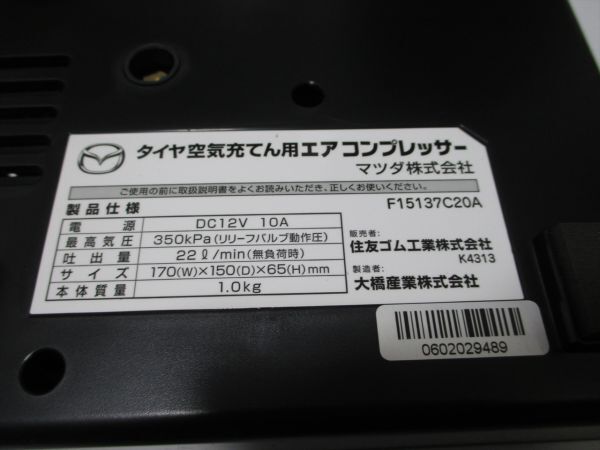 タイヤ空気充てん用エアコンプレッサー
マツダ株式会社
ご使用の前に取扱説明書をよくお読みいただき、正しくお使いください。
F15137C20A
製品仕様
電源 DC12V 10A
最高気圧 350kPa(リリーフバルブ動作圧)
吐出量 22ℓ/min(無負荷時)
サイズ 170(W)×150(D)×65(H)mm
本体質量 1.0kg
販売者: 住友ゴム工業株式会社
K4313
製造者: 大橋産業株式会社
0602029489